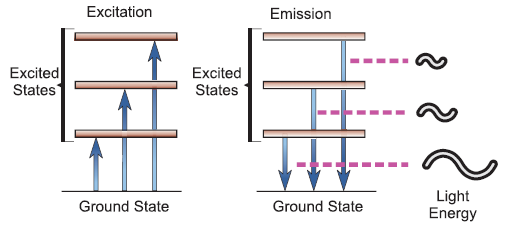 Excitation
Excited
States
Ground State
Emission
Excited
States
Ground State
Light
Energy